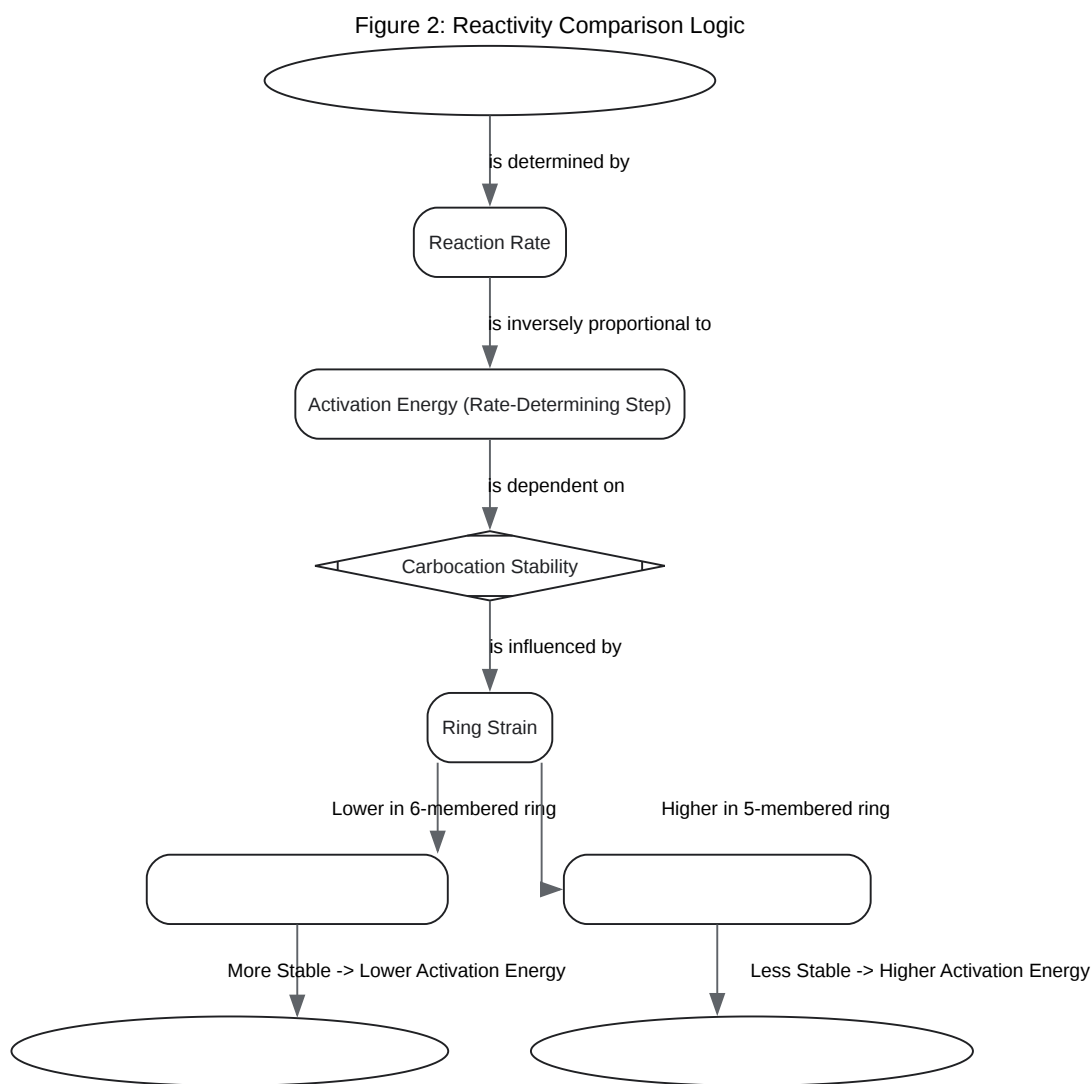 Figure 2: Reactivity Comparison Logic
is determined by
Reaction Rate
is inversely proportional to
Activation Energy (Rate-Determining Step)
is dependent on
Carbocation Stability
is influenced by
Ring Strain
Lower in 6-membered ring
Higher in 5-membered ring
More Stable -> Lower Activation Energy
Less Stable -> Higher Activation Energy